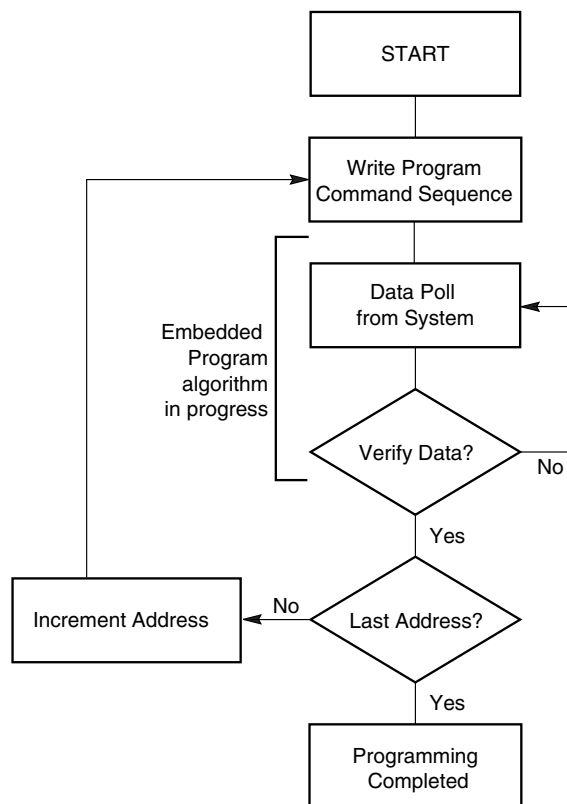 START
Write Program
Command Sequence
Data Poll
from System
Embedded
Program
algorithm
in progress
Verify Data?
No
Yes
Increment Address
No
Last Address?
Yes
Programming
Completed